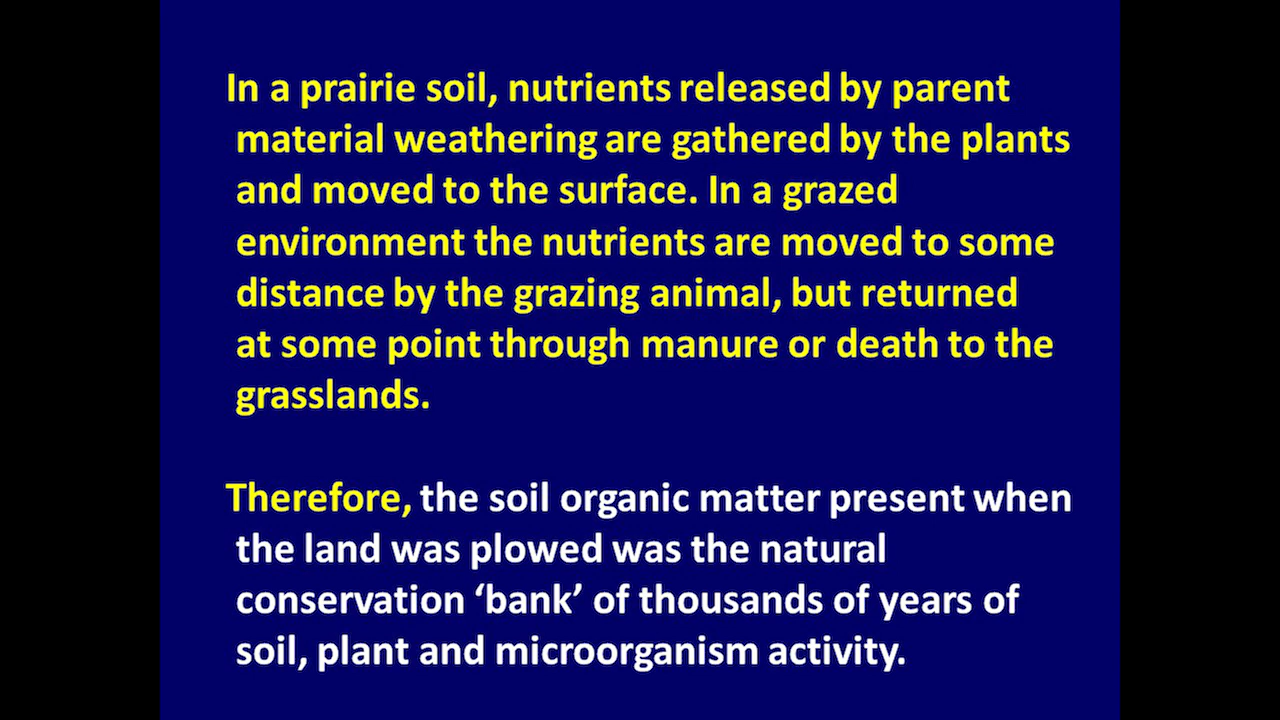 In a prairie soil, nutrients released by parent
material weathering are gathered by the plants
and moved to the surface. In a grazed
environment the nutrients are moved to some
distance by the grazing animal, but returned
at some point through manure or death to the
grasslands.
Therefore, the soil organic matter present when
the land was plowed was the natural
conservation ‘bank’ of thousands of years of
soil, plant and microorganism activity.